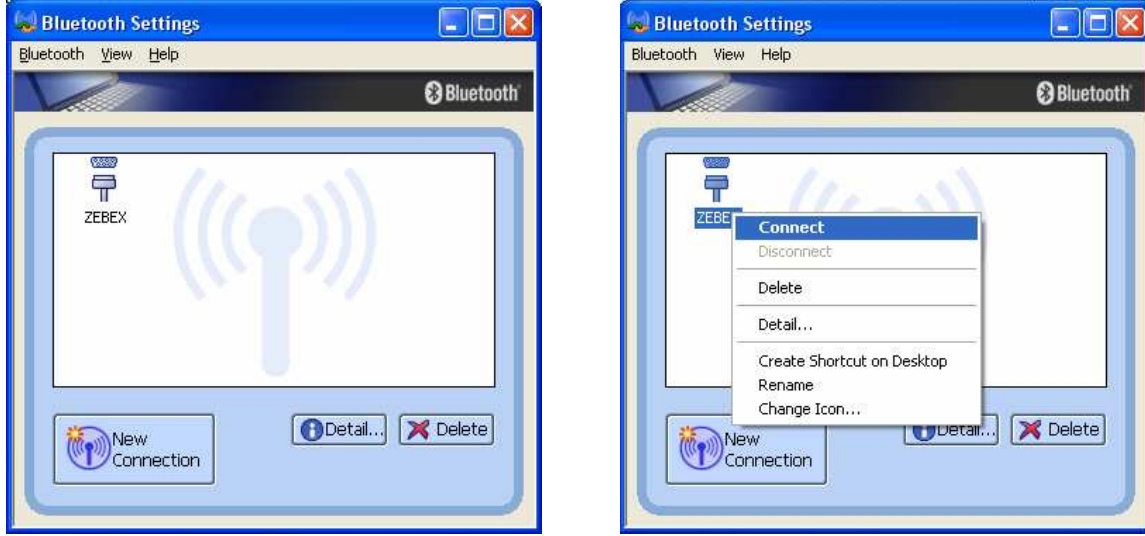 Bluetooth Settings
Bluetooth View Help
Bluetooth
ZEBEX
New
Connection
Detail...
Delete
Bluetooth Settings
Bluetooth View Help
Bluetooth
ZEBE
Connect
Disconnect
Delete
Detail...
Create Shortcut on Desktop
Rename
Change Icon...
New
Connection
Detail...
Delete